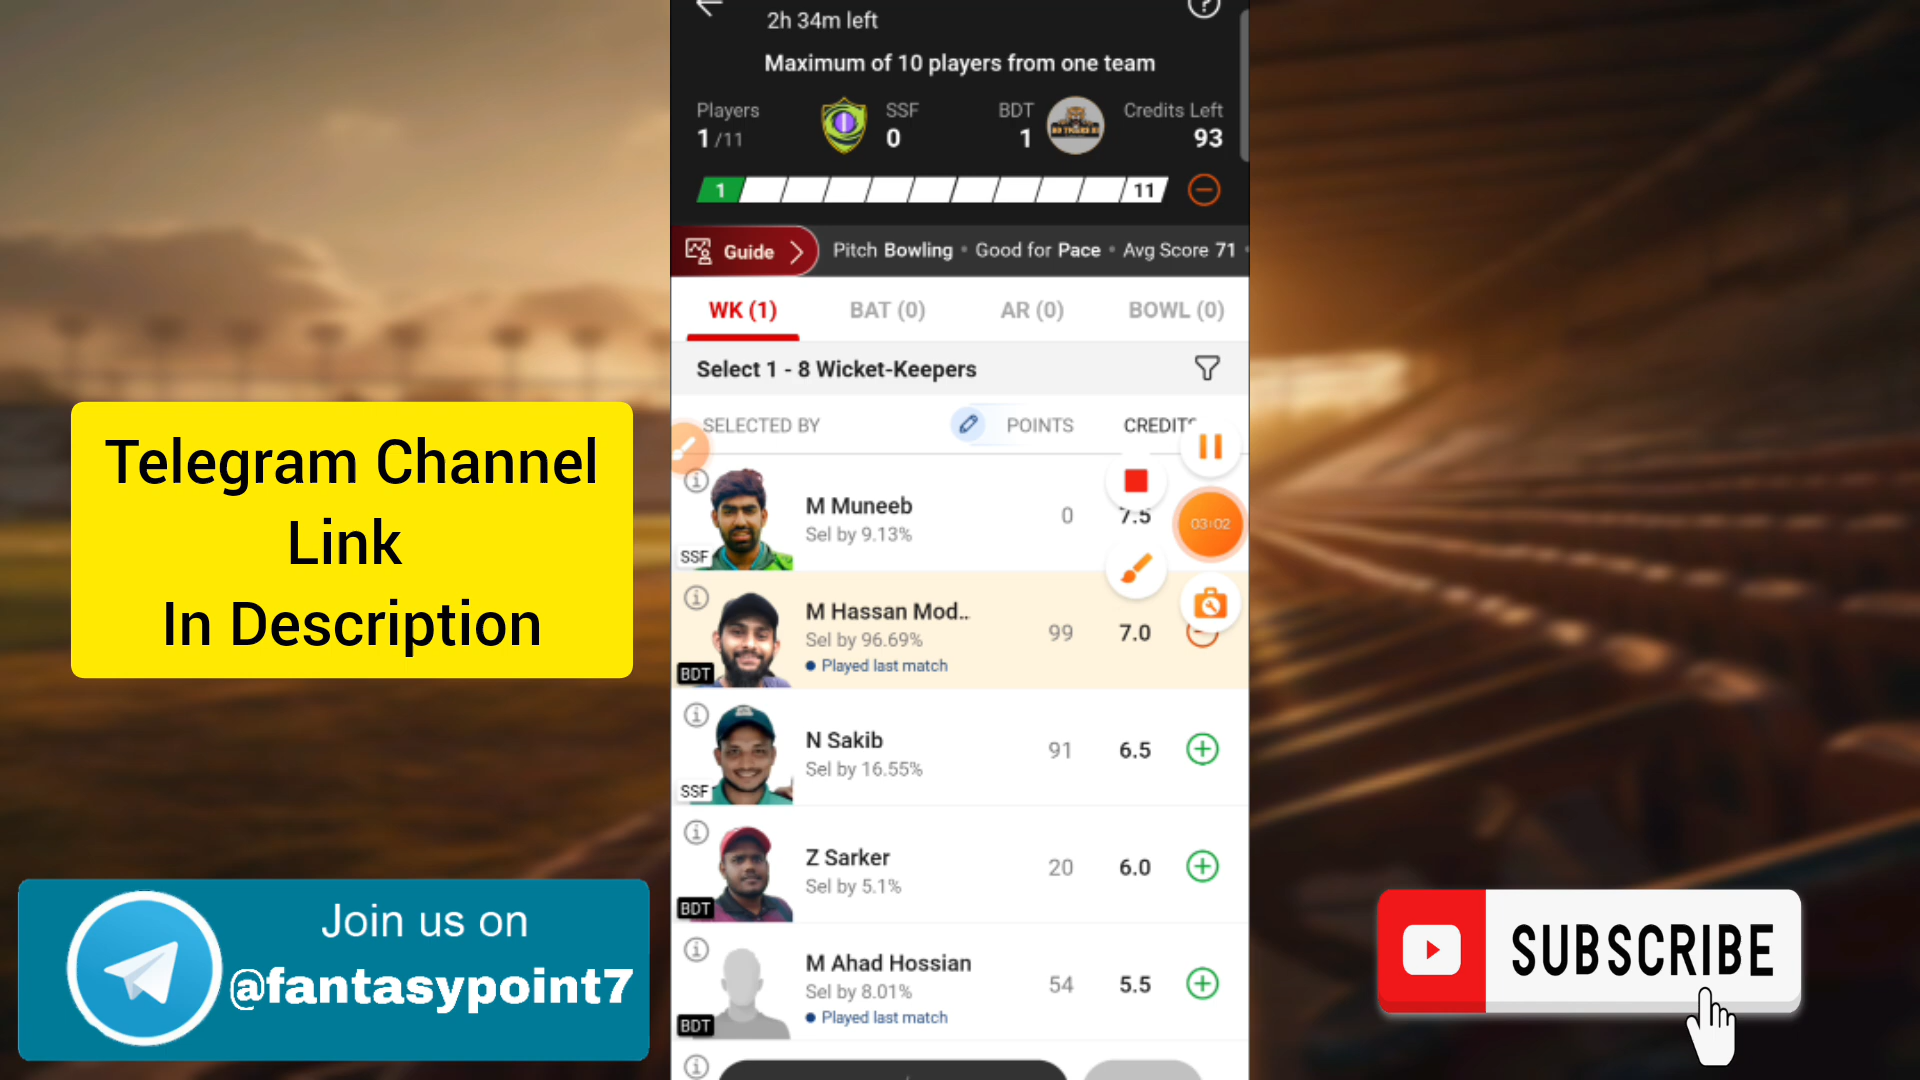 2h 34m left
Maximum of 10 players from one team
Players
1 /11
SSF
0
BDT
1
Credits Left
93
1
11
Guide
Pitch Bowling • Good for Pace • Avg Score 71
WK (1)
BAT (0)
AR (0)
BOWL (0)
Select 1 - 8 Wicket-Keepers
SELECTED BY
POINTS
CREDITS
M Muneeb
Sel by 9.13%
0
7.5
SSF
03:02
M Hassan Mod..
Sel by 96.69%
Played last match
99
7.0
BDT
N Sakib
Sel by 16.55%
91
6.5
SSF
Z Sarker
Sel by 5.1%
20
6.0
BDT
M Ahad Hossian
Sel by 8.01%
Played last match
54
5.5
BDT
Telegram Channel
Link
In Description
Join us on
@fantasypoint7
SUBSCRIBE